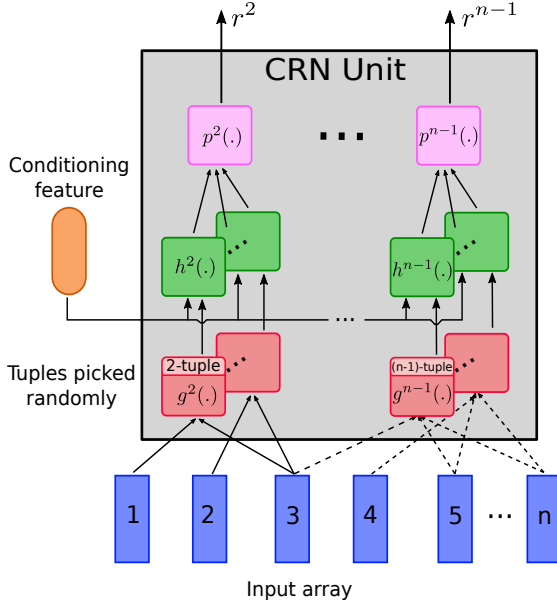 r^2
r^{n-1}
CRN Unit
p^2(.)
...
p^{n-1}(.)
Conditioning
feature
h^2(.)
...
h^{n-1}(.)
...
...
Tuples picked
randomly
2-tuple
g^2(.)
...
(n-1)-tuple
g^{n-1}(.)
...
1
2
3
4
5
...
n
Input array